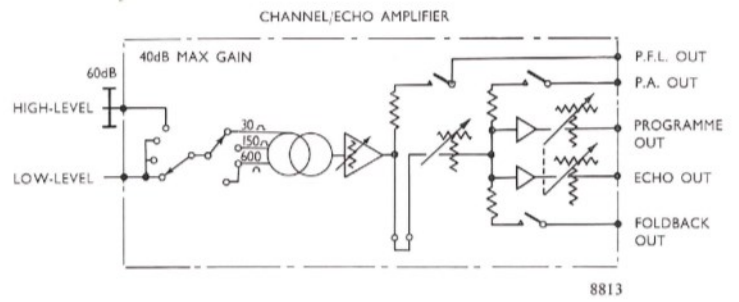 CHANNEL/ECHO AMPLIFIER
40dB MAX GAIN
60dB
HIGH-LEVEL
LOW-LEVEL
30
150
600
P.F.L. OUT
P.A. OUT
PROGRAMME
OUT
ECHO OUT
FOLDBACK
OUT
8813